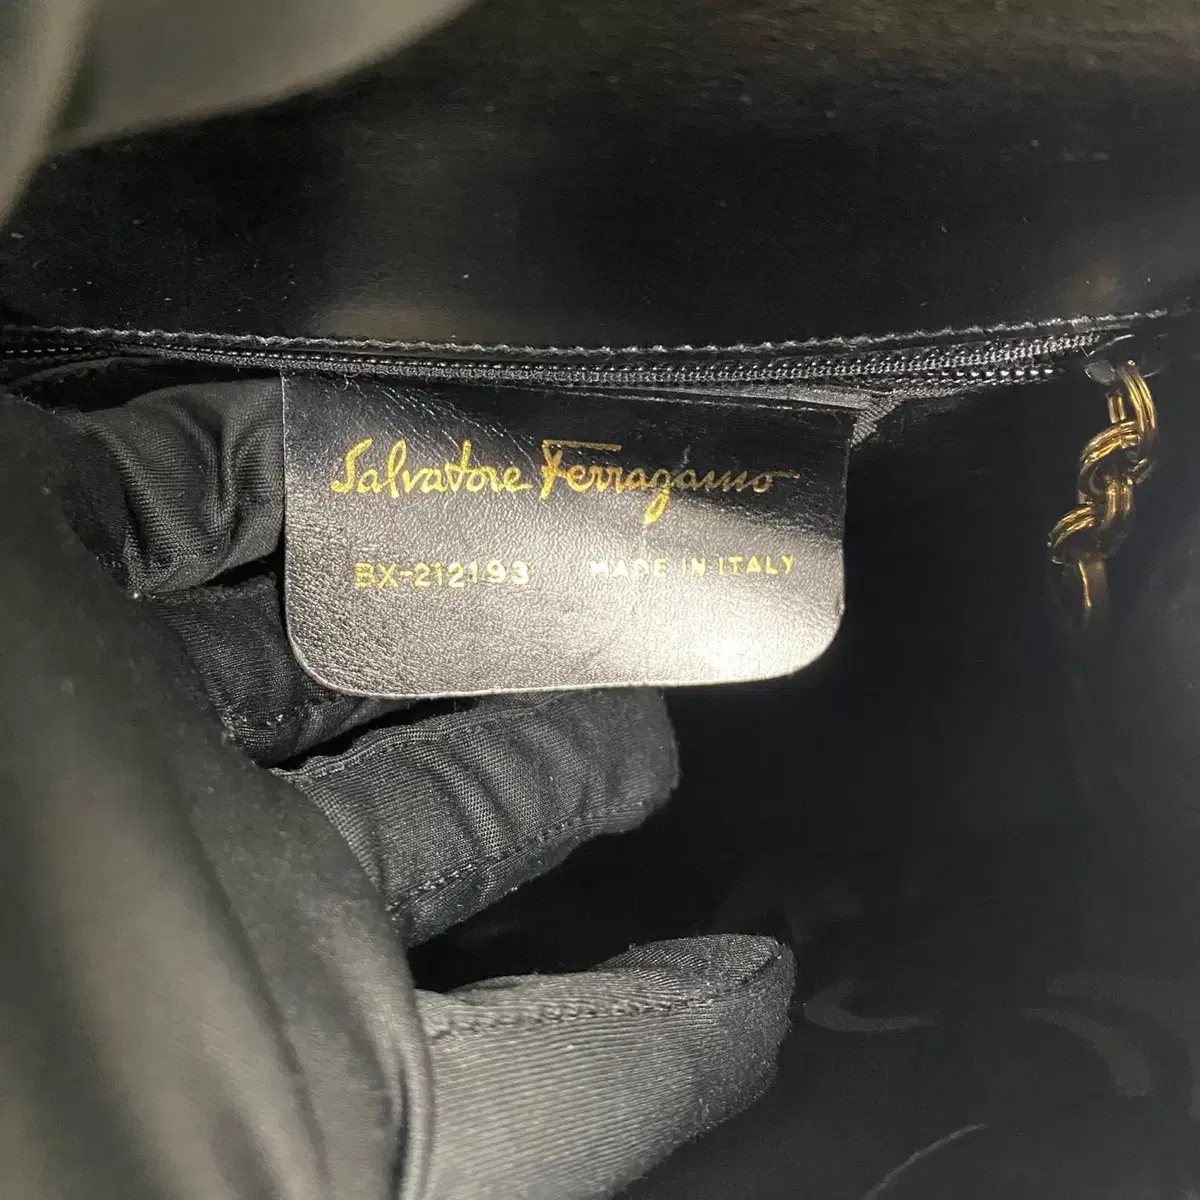 Salvatore Ferragamo
BX-212193 MADE IN ITALY